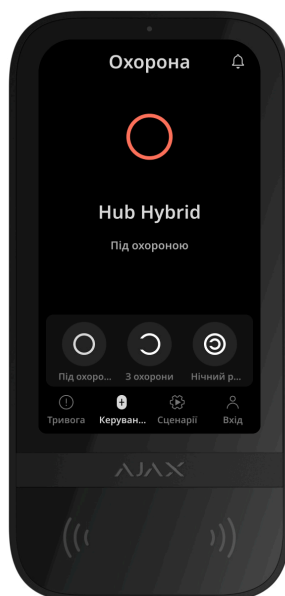 Охорона
Hub Hybrid
Під охороною
Під охоро... З охорони Нічний р...
Тривога Керуван... Сценарії Вхід
AJAX